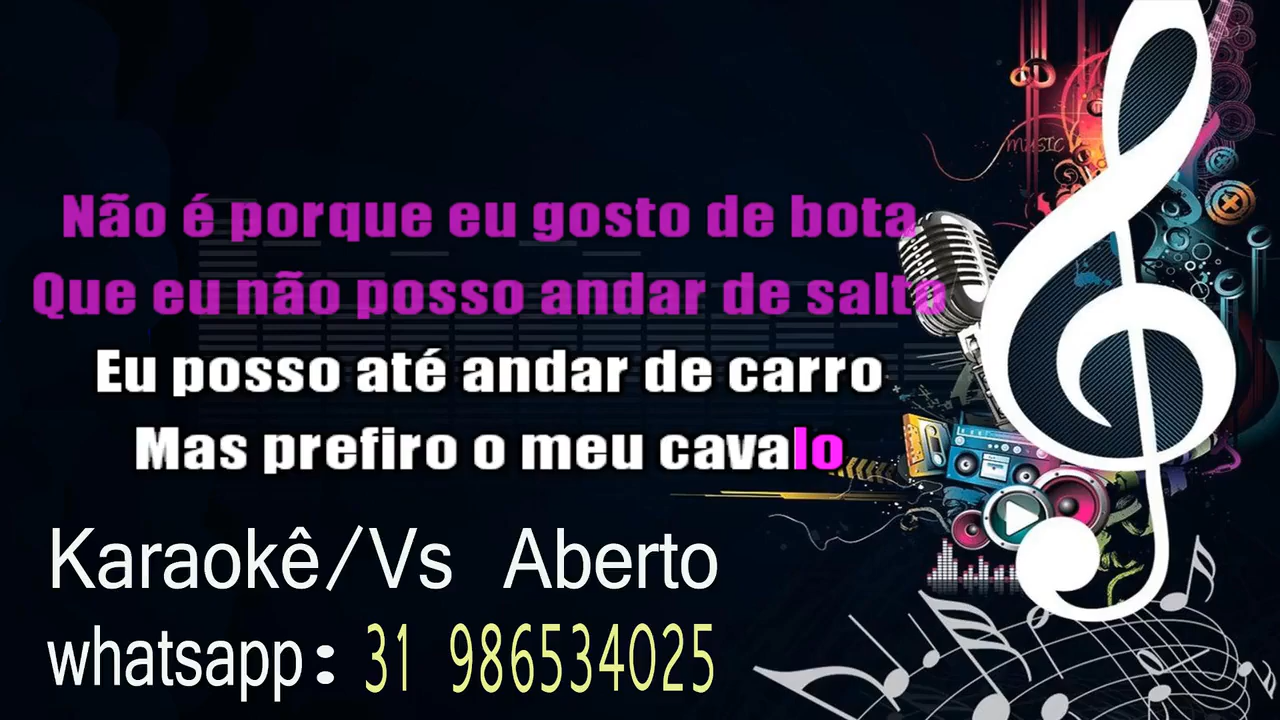 MUSIC
Não é porque eu gosto de bota
Que eu não posso andar de salto
Eu posso até andar de carro
Mas prefiro o meu cavalo
Karaokê/Vs Aberto
whatsapp: 31 986534025